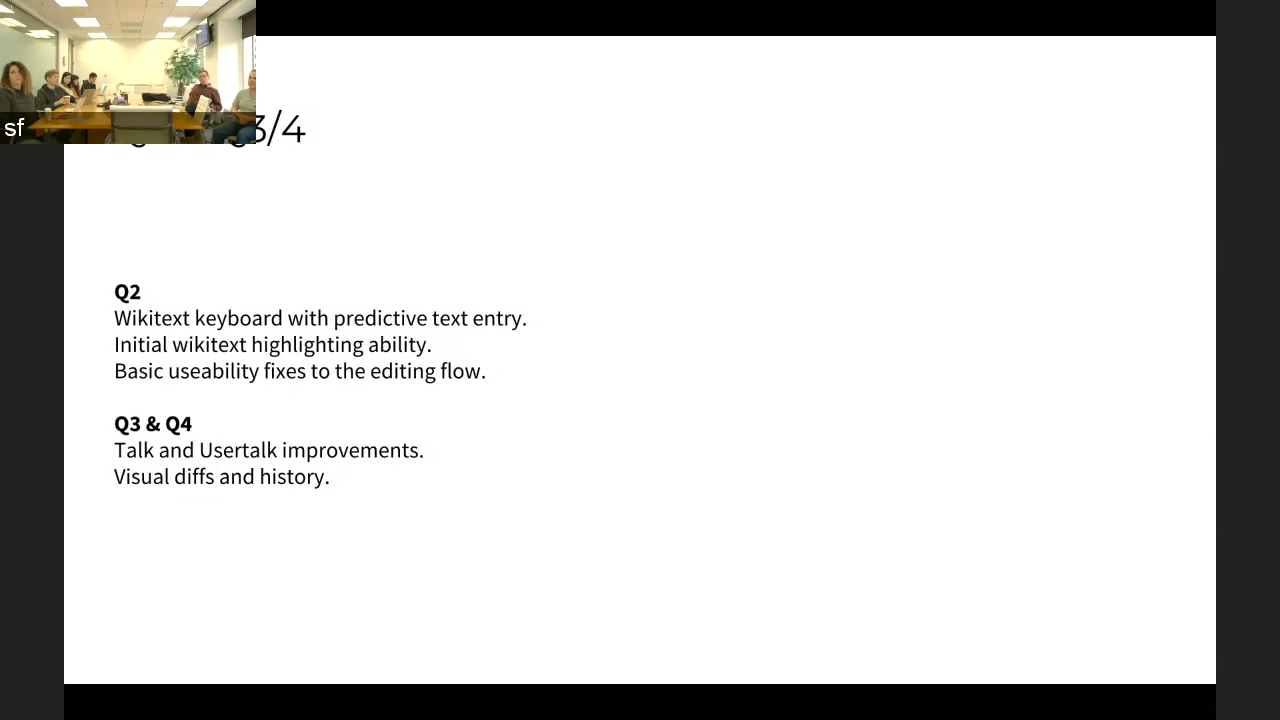 sf
3/4
Q2
Wikitext keyboard with predictive text entry.
Initial wikitext highlighting ability.
Basic useability fixes to the editing flow.
Q3 & Q4
Talk and Usertalk improvements.
Visual diffs and history.